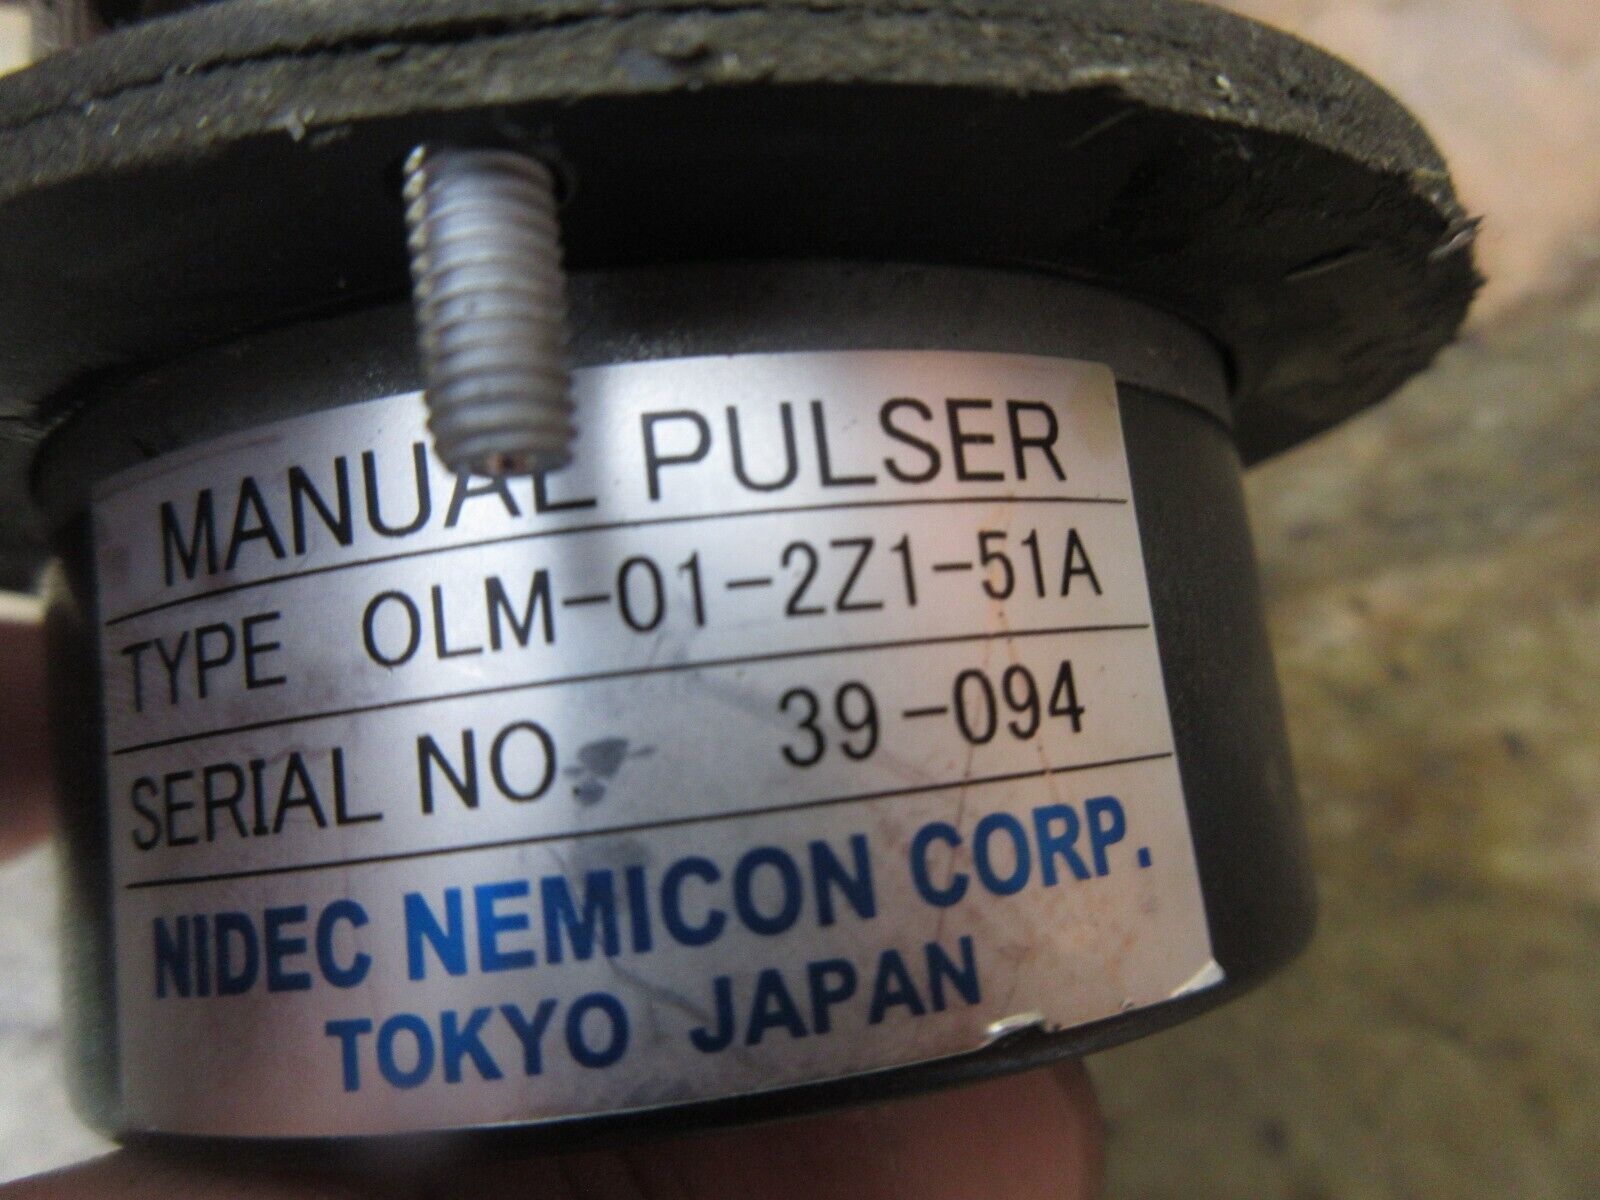 MANUAL PULSER
TYPE OLM-01-2Z1-51A
SERIAL NO 39-094
NIDEC NEMICON CORP.
TOKYO JAPAN